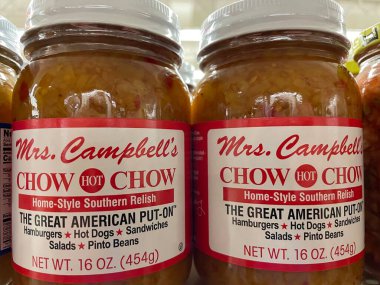 Mrs. Campbell's
CHOW HOT CHOW
Home-Style Southern Relish
THE GREAT AMERICAN PUT-ON™
Hamburgers ★ Hot Dogs ★ Sandwiches
Salads ★ Pinto Beans
NET WT. 16 OZ. (454g)
Mrs. Campbell's
CHOW HOT CHOW
Home-Style Southern Relish
THE GREAT AMERICAN PUT-ON
Hamburgers ★ Hot Dogs ★ Sandwiches
Salads ★ Pinto Beans
NET WT. 16 OZ. (454g)